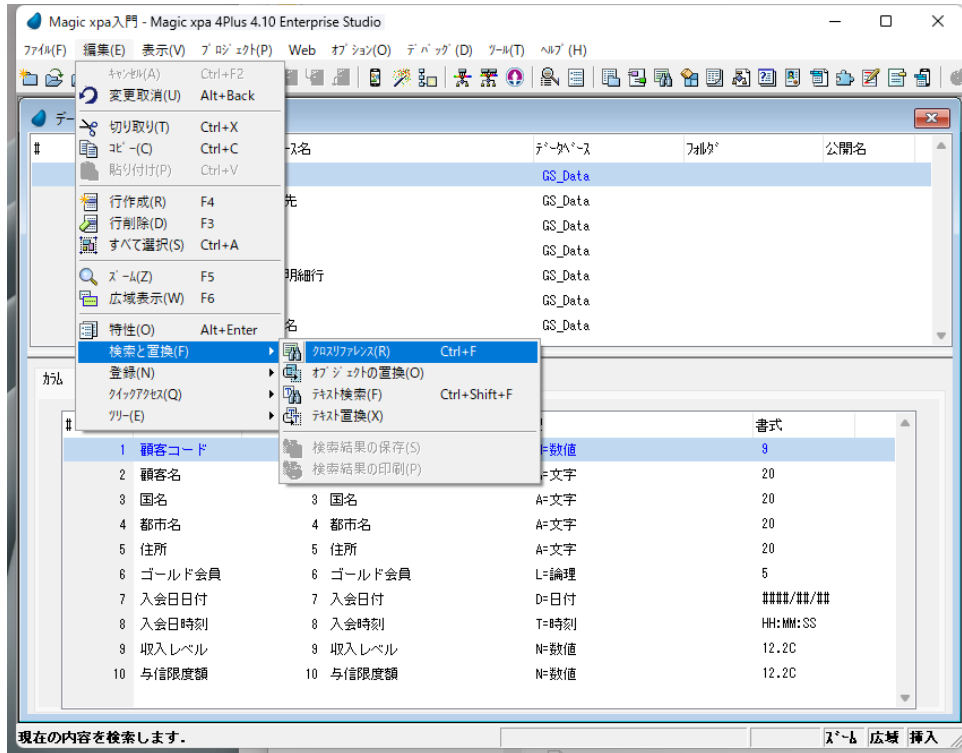 Magic xpa入門 - Magic xpa 4Plus 4.10 Enterprise Studio
ﾌｧｲﾙ(F) 編集(E) 表示(V) ﾌﾟﾛｼﾞｪｸﾄ(P) Web ｵﾌﾟｼｮﾝ(O) ﾃﾞﾊﾞｯｸﾞ(D) ﾂｰﾙ(T) ﾍﾙﾌﾟ(H)
ｷｬﾝｾﾙ(A) Ctrl+F2
変更取消(U) Alt+Back
切り取り(T) Ctrl+X
ｺﾋﾟｰ(C) Ctrl+C
貼り付け(P) Ctrl+V
行作成(R) F4
行削除(D) F3
すべて選択(S) Ctrl+A
ｽﾞｰﾑ(Z) F5
広域表示(W) F6
特性(O) Alt+Enter
検索と置換(F)
登録(N)
ｸｲｯｸｱｸｾｽ(Q)
ﾂﾘｰ(E)
ｸﾛｽﾘﾌｧﾚﾝｽ(R) Ctrl+F
ｵﾌﾞｼﾞｪｸﾄの置換(O)
ﾃｷｽﾄ検索(F) Ctrl+Shift+F
ﾃｷｽﾄ置換(X)
検索結果の保存(S)
検索結果の印刷(P)
デー
# ース名 ﾃﾞｰﾀﾍﾞｰｽ ﾌｫﾙﾀﾞ 公開名
GS_Data
先 GS_Data
GS_Data
GS_Data
明細行 GS_Data
GS_Data
名 GS_Data
ｶﾗﾑ
# 書式
1 顧客コード N=数値 9
2 顧客名 A=文字 20
3 国名 3 国名 A=文字 20
4 都市名 4 都市名 A=文字 20
5 住所 5 住所 A=文字 20
6 ゴールド会員 6 ゴールド会員 L=論理 5
7 入会日日付 7 入会日付 D=日付 ####/##/##
8 入会日時刻 8 入会時刻 T=時刻 HH:MM:SS
9 収入レベル 9 収入レベル N=数値 12.2C
10 与信限度額 10 与信限度額 N=数値 12.2C
現在の内容を検索します. ｽﾞｰﾑ 広域 挿入